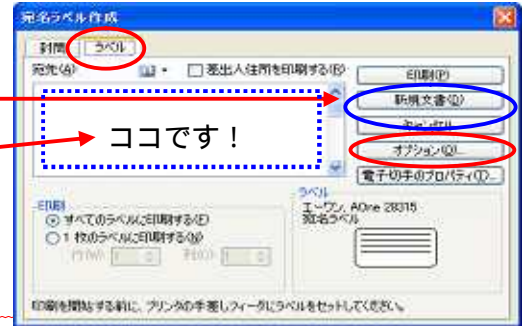 宛名ラベル作成
封筒 ラベル
宛先(A) 差出人住所を印刷する(R)
印刷(P)
新規文書(D)
キャンセル
オプション(O)...
電子切手のプロパティ(I)...
ココです！
印刷
すべてのラベルに印刷する(F)
1 枚のラベルに印刷する(N)
ラベル
エーワン, AOne 28315
宛名ラベル
印刷を開始する前に、プリンタの手差しフィーダにラベルをセットしてください。